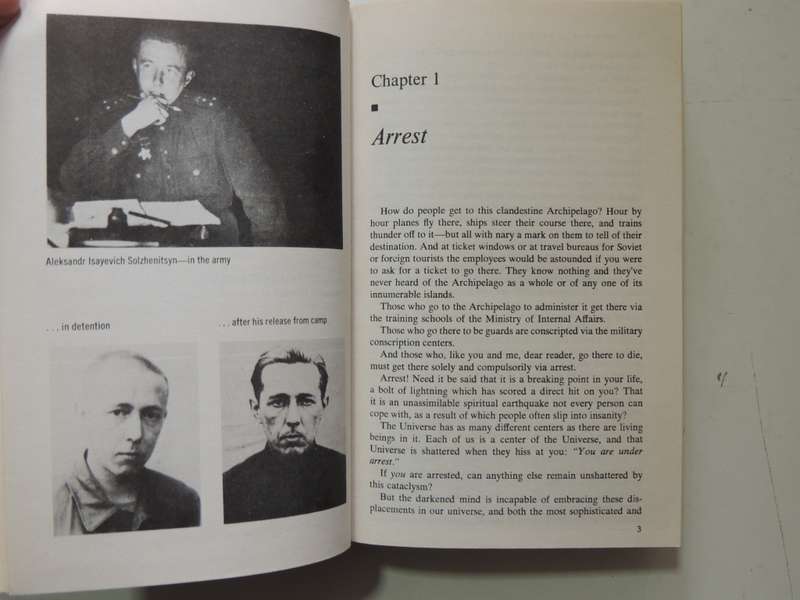 Aleksandr Isayevich Solzhenitsyn—in the army
. . . in detention
. . . after his release from camp
Chapter 1
Arrest
How do people get to this clandestine Archipelago? Hour by
hour planes fly there, ships steer their course there, and trains
thunder off to it—but all with nary a mark on them to tell of their
destination. And at ticket windows or at travel bureaus for Soviet
or foreign tourists the employees would be astounded if you were
to ask for a ticket to go there. They know nothing and they've
never heard of the Archipelago as a whole or of any one of its
innumerable islands.
Those who go to the Archipelago to administer it get there via
the training schools of the Ministry of Internal Affairs.
Those who go there to be guards are conscripted via the military
conscription centers.
And those who, like you and me, dear reader, go there to die,
must get there solely and compulsorily via arrest.
Arrest! Need it be said that it is a breaking point in your life,
a bolt of lightning which has scored a direct hit on you? That
it is an unassimilable spiritual earthquake not every person can
cope with, as a result of which people often slip into insanity?
The Universe has as many different centers as there are living
beings in it. Each of us is a center of the Universe, and that
Universe is shattered when they hiss at you: "You are under
arrest."
If you are arrested, can anything else remain unshattered by
this cataclysm?
But the darkened mind is incapable of embracing these dis-
placements in our universe, and both the most sophisticated and
3